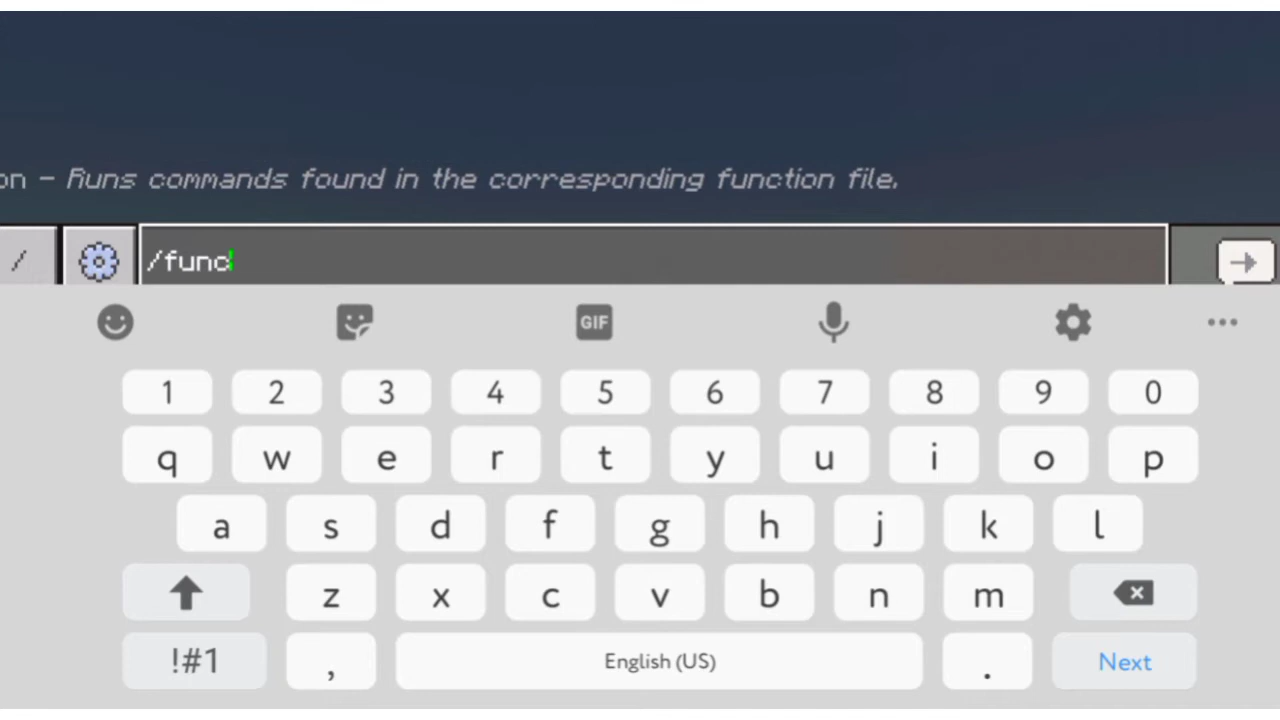 on - Runs commands found in the corresponding function file.
/ /func
GIF
1 2 3 4 5 6 7 8 9 0
q w e r t y u i o p
a s d f g h j k l
z x c v b n m
!#1 , English (US) . Next